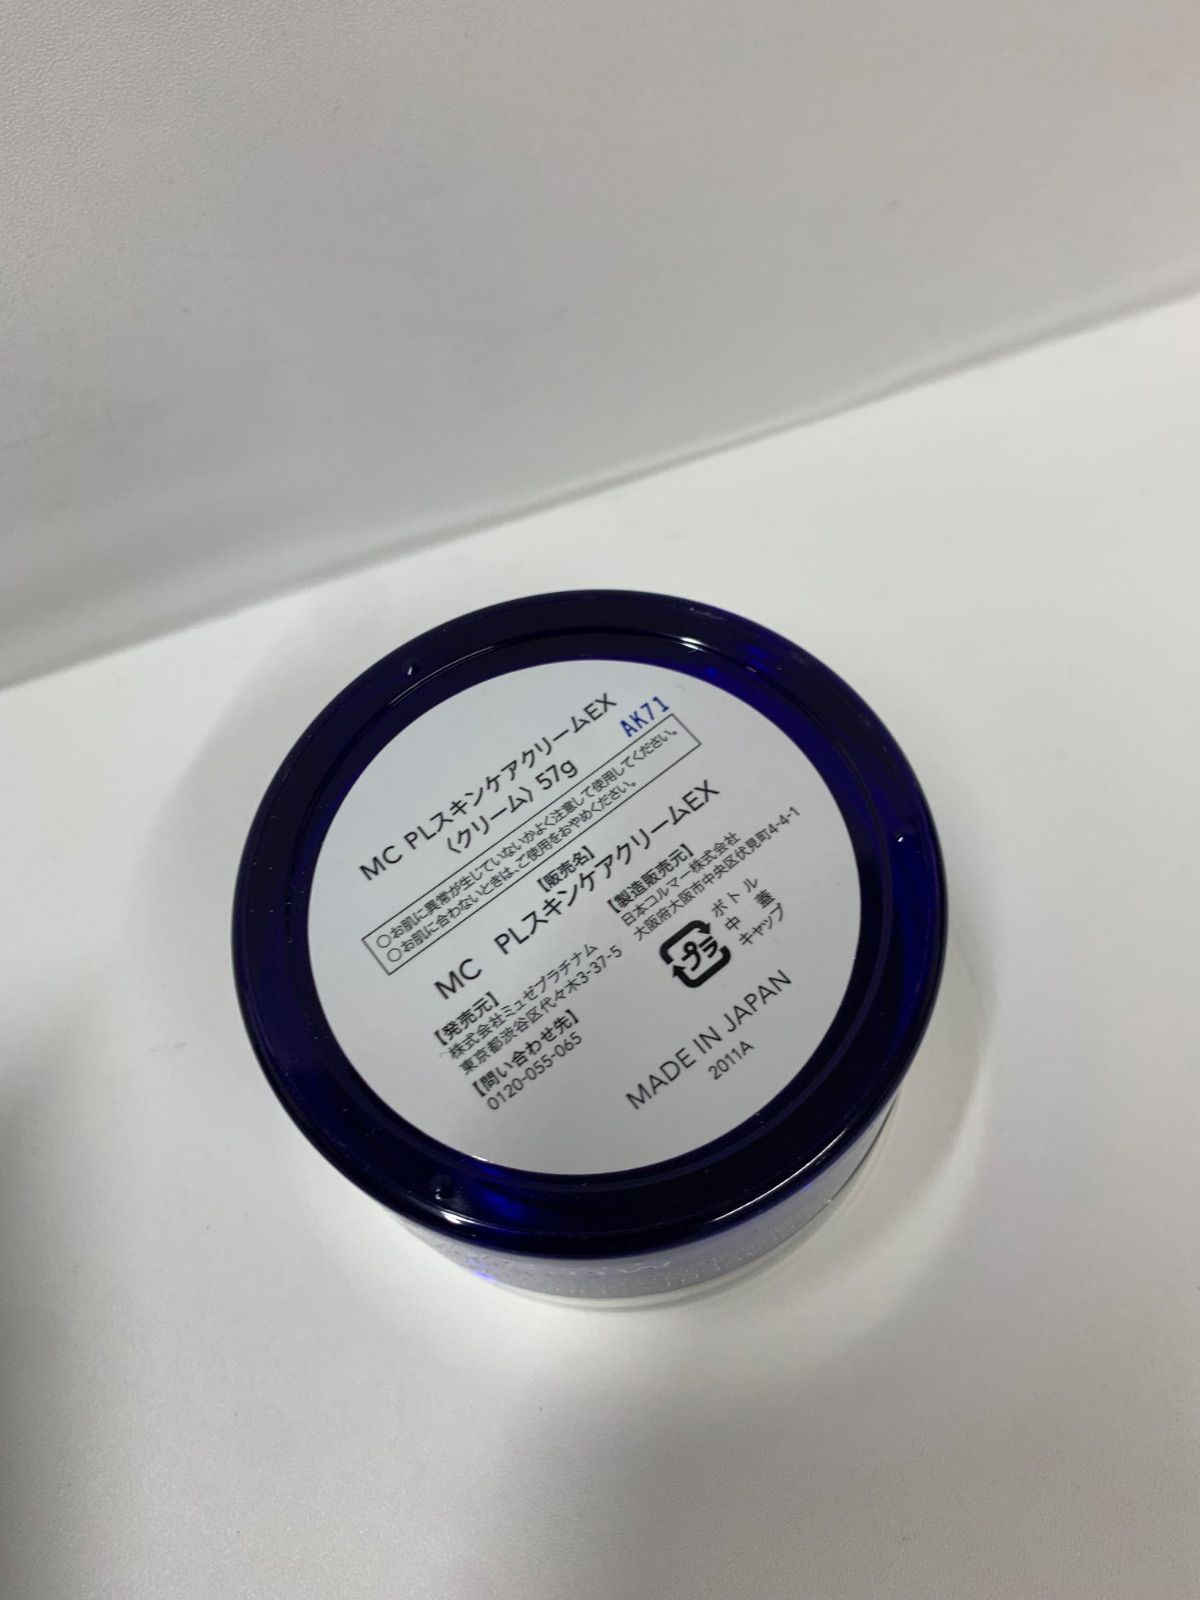 MC PLスキンケアクリームEX
〈クリーム〉57g
AK71
○お肌に異常が生じていないかよく注意して使用してください。
○お肌に合わないときは、ご使用をおやめください。
【販売名】
MC PLスキンケアクリームEX
【発売元】
株式会社ミュゼプラチナム
東京都渋谷区代々木3-37-5
【問い合わせ先】
0120-055-065
【製造販売元】
日本コルマー株式会社
大阪府大阪市中央区伏見町4-4-1
プラ
ボトル
中蓋
キャップ
MADE IN JAPAN
2011A